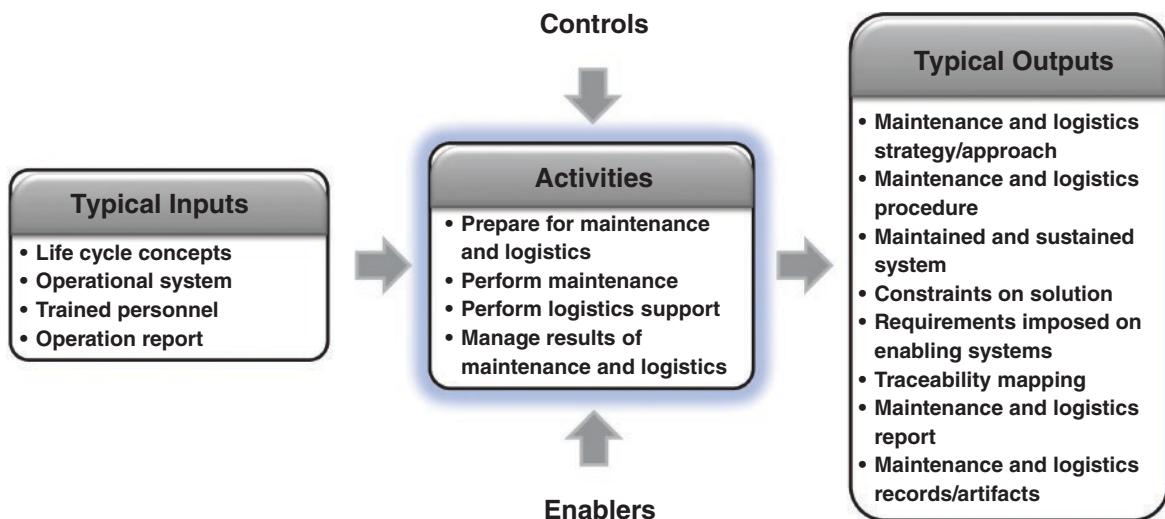 Controls
Typical Inputs
• Life cycle concepts
• Operational system
• Trained personnel
• Operation report
Activities
• Prepare for maintenance
and logistics
• Perform maintenance
• Perform logistics support
• Manage results of
maintenance and logistics
Enablers
Typical Outputs
• Maintenance and logistics
strategy/approach
• Maintenance and logistics
procedure
• Maintained and sustained
system
• Constraints on solution
• Requirements imposed on
enabling systems
• Traceability mapping
• Maintenance and logistics
report
• Maintenance and logistics
records/artifacts